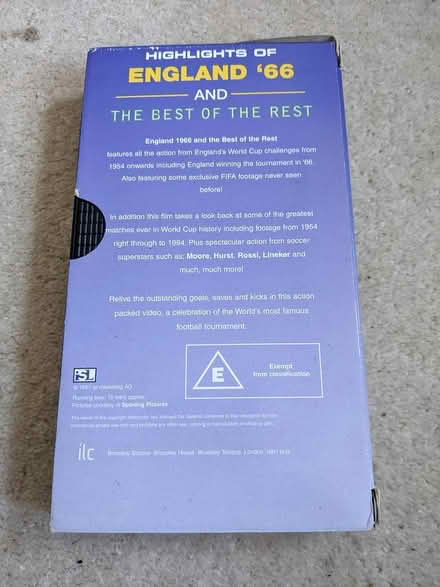 HIGHLIGHTS OF
ENGLAND '66
AND
THE BEST OF THE REST
England 1966 and the Best of the Rest
features all the action from England's World Cup challenges from
1954 onwards including England winning the tournament in '66.
Also featuring some exclusive FIFA footage never seen
before!
In addition this film takes a look back at some of the greatest
matches ever in World Cup history including footage from 1954
right through to 1994. Plus spectacular action from soccer
superstars such as; Moore, Hurst, Rossi, Lineker and
much, much more!
Relive the outstanding goals, saves and kicks in this action
packed video, a celebration of the World's most famous
football tournament.
E
Exempt
from classification
ISL
Running time: 70 mins approx.
Pictures courtesy of Sporting Pictures
ilc